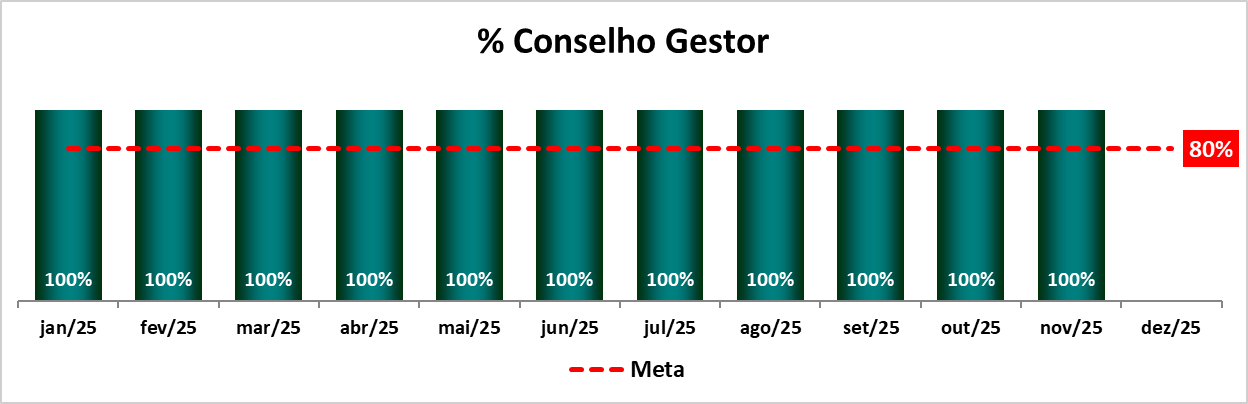 % Conselho Gestor
80%
100% 100% 100% 100% 100% 100% 100% 100% 100% 100% 100%
jan/25 fev/25 mar/25 abr/25 mai/25 jun/25 jul/25 ago/25 set/25 out/25 nov/25 dez/25
Meta